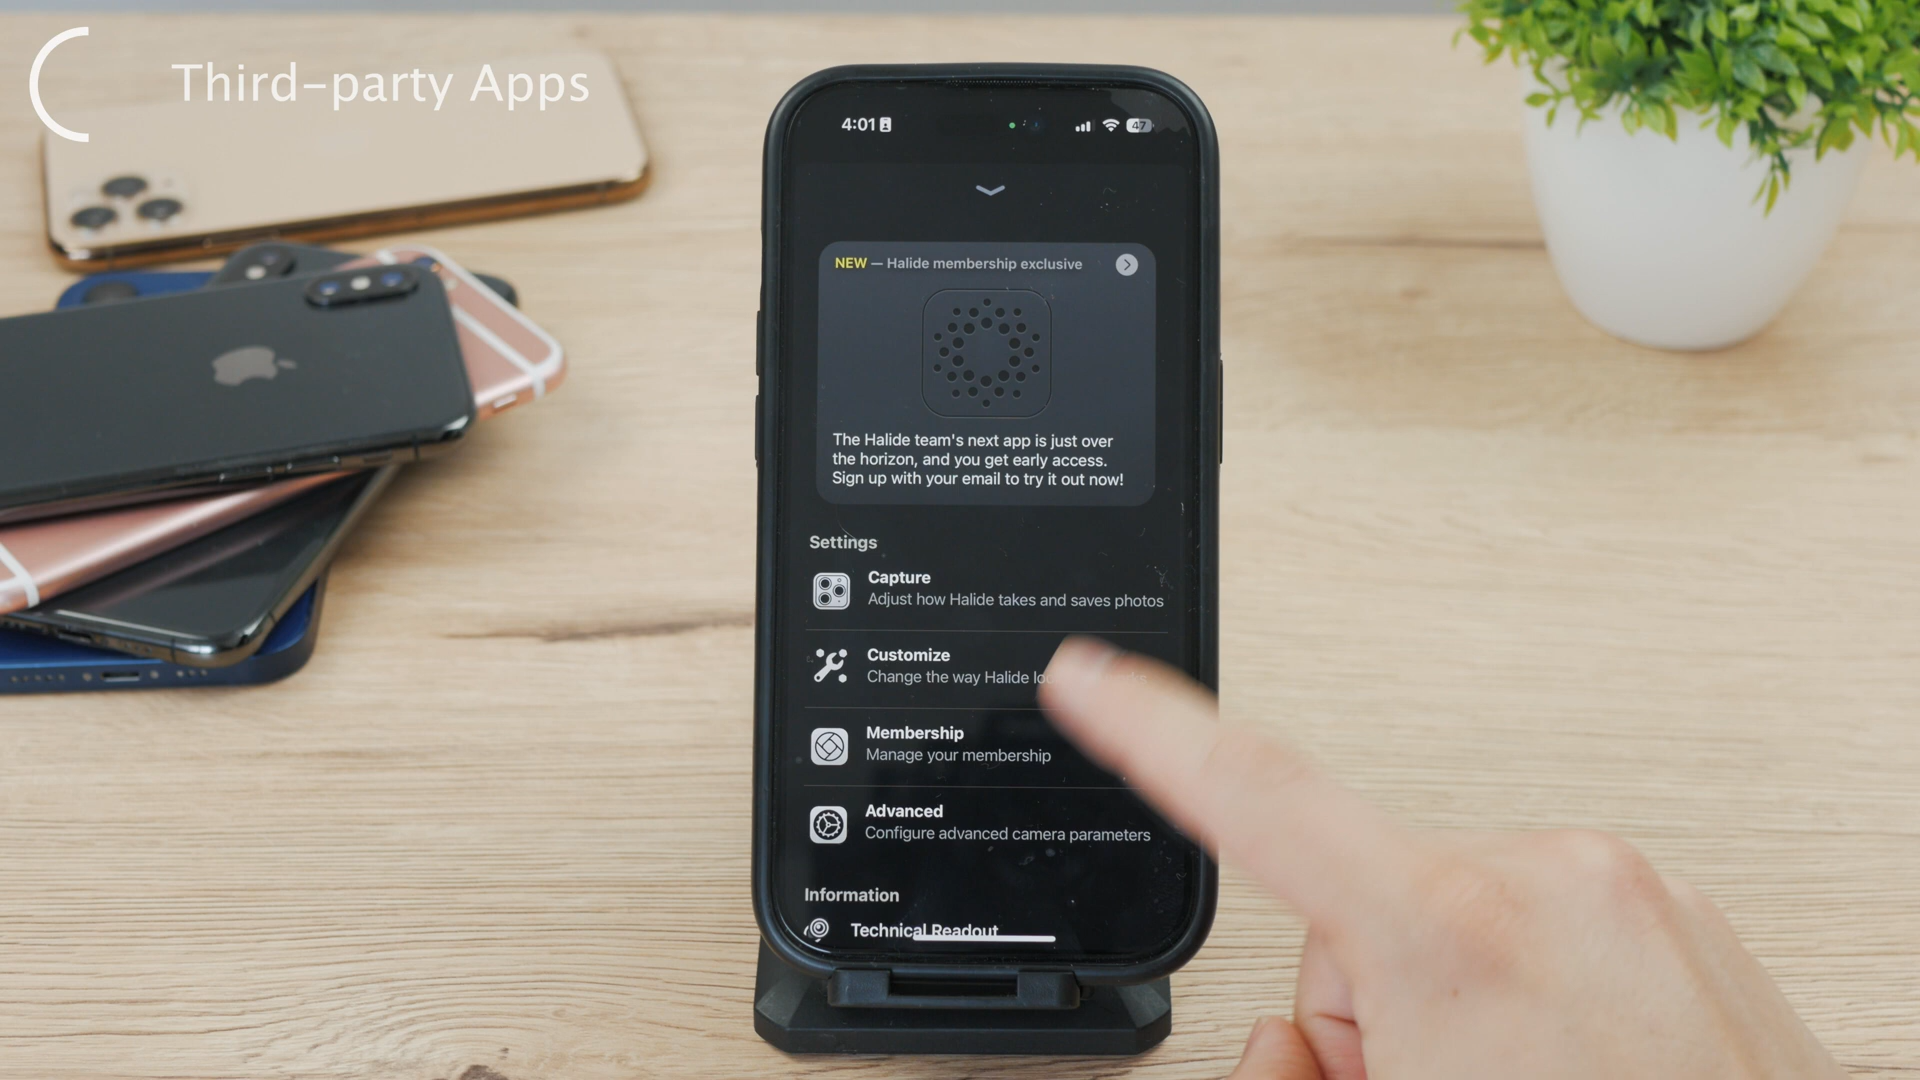 Third-party Apps
4:01
47
NEW — Halide membership exclusive
The Halide team's next app is just over
the horizon, and you get early access.
Sign up with your email to try it out now!
Settings
Capture
Adjust how Halide takes and saves photos
Customize
Change the way Halide
Membership
Manage your membership
Advanced
Configure advanced camera parameters
Information
Technical Readout